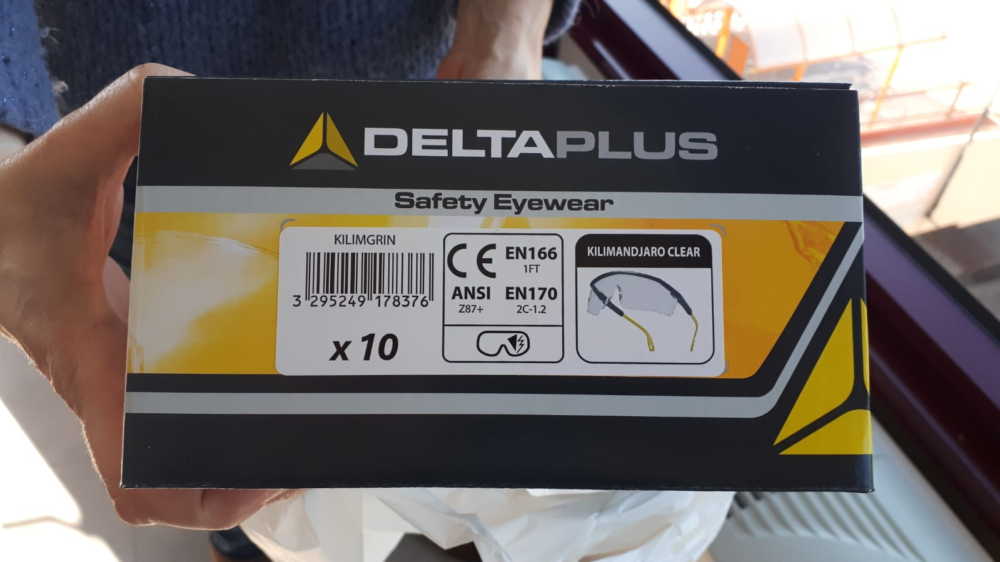 DELTAPLUS
Safety Eyewear
KILIMGRIN
3 295249 178376
x 10
CE EN166
1FT
ANSI EN170
Z87+ 2C-1.2
KILIMANDJARO CLEAR